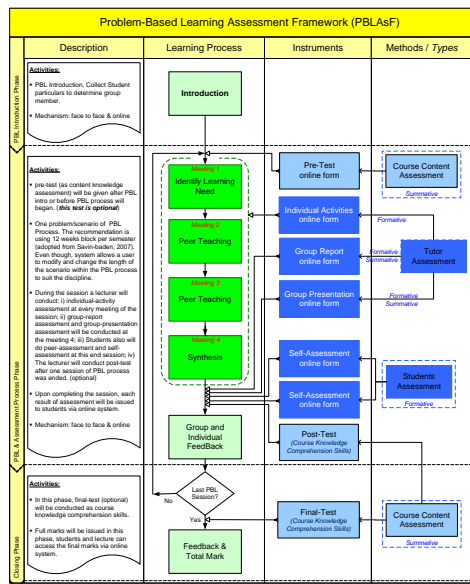 Problem-Based Learning Assessment Framework (PBLAsF)
Description
Learning Process
Instruments
Methods / Types
PBL Introduction Phase
Activities:
• PBL Introduction, Collect Student
particulars to determine group
member.
• Mechanism: face to face & online
Introduction
PBL & Assessment Process Phase
Activities:
• pre-test (as content knowledge
assessment) will be given after PBL
intro or before PBL process will
began. (this test is optional)
• One problem/scenario of PBL
Process. The recommendation is
using 12 weeks block per semester
(adopted from Savin-baden, 2007).
Even though, system allows a user
to modify and change the length of
the scenario within the PBL process
to suit the discipline.
• During the session a lecturer will
conduct: i) individual-activity
assessment at every meeting of the
session; ii) group-report
assessment and group-presentation
assessment will be conducted at
the meeting 4; iii) Students also will
do peer-assessment and self-
assessment at this end session; iv)
The lecturer will conduct post-test
after one session of PBL process
was ended. (optional)
• Upon completing the session, each
result of assessment will be issued
to students via online system.
• Mechanism: face to face & online
Meeting 1
Identify Learning
Need
Meeting 2
Peer Teaching
Meeting 3
Peer Teaching
Meeting 4
Synthesis
Group and
Individual
FeedBack
Pre-Test
online form
Individual Activities
online form
Group Report
online form
Group Presentation
online form
Self-Assessment
online form
Self-Assessment
online form
Post-Test
(Course Knowledge
Comprehension Skills)
Course Content
Assessment
Summative
Formative
Formative
Summative
Tutor
Assessment
Formative
Summative
Students
Assessment
Formative
Closing Phase
Activities:
• In this phase, final-test (optional)
will be conducted as course
knowledge comprehension skills.
• Full marks will be issued in this
phase, students and lecture can
access the final marks via online
system.
Last PBL
Session?
No
Yes
Feedback &
Total Mark
Final-Test
(Course Knowledge
Comprehension Skills)
Course Content
Assessment
Summative